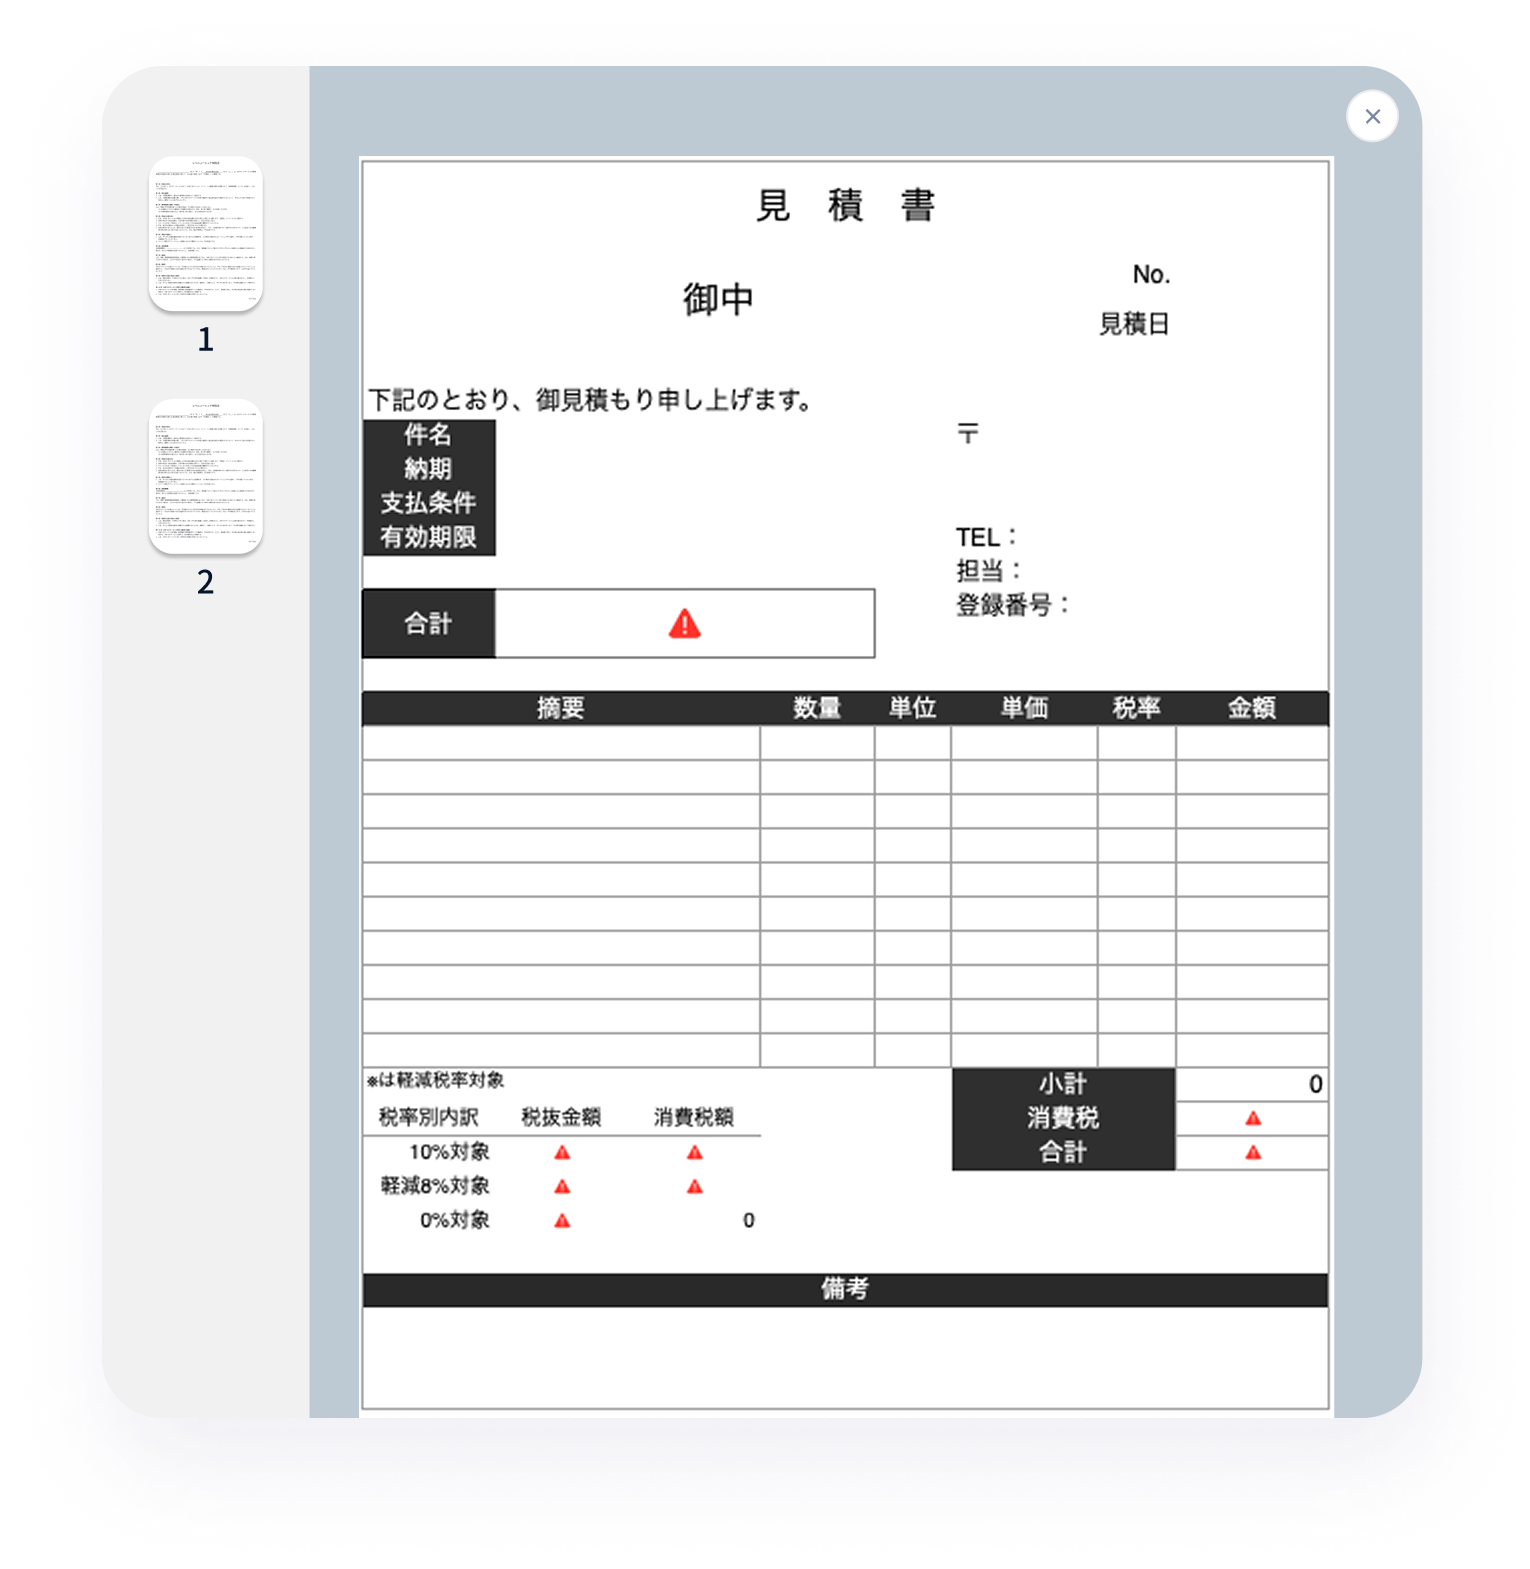 1
2
見 積 書
No.
御中
見積日
下記のとおり、御見積もり申し上げます。
件名
〒
納期
支払条件
有効期限
TEL：
担当：
登録番号：
合計
摘要 数量 単位 単価 税率 金額
※は軽減税率対象
小計 0
税率別内訳 税抜金額 消費税額
消費税
10%対象
合計
軽減8%対象
0%対象 0
備考